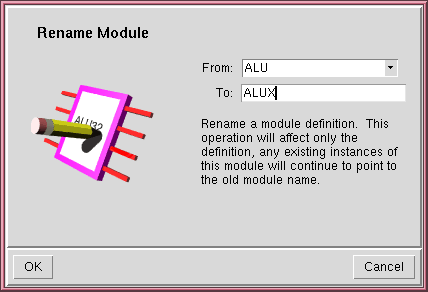 Rename Module
From: ALU
To: ALUX
ALU32
Rename a module definition.  This
operation will affect only the
definition, any existing instances of
this module will continue to point to
the old module name.
OK Cancel